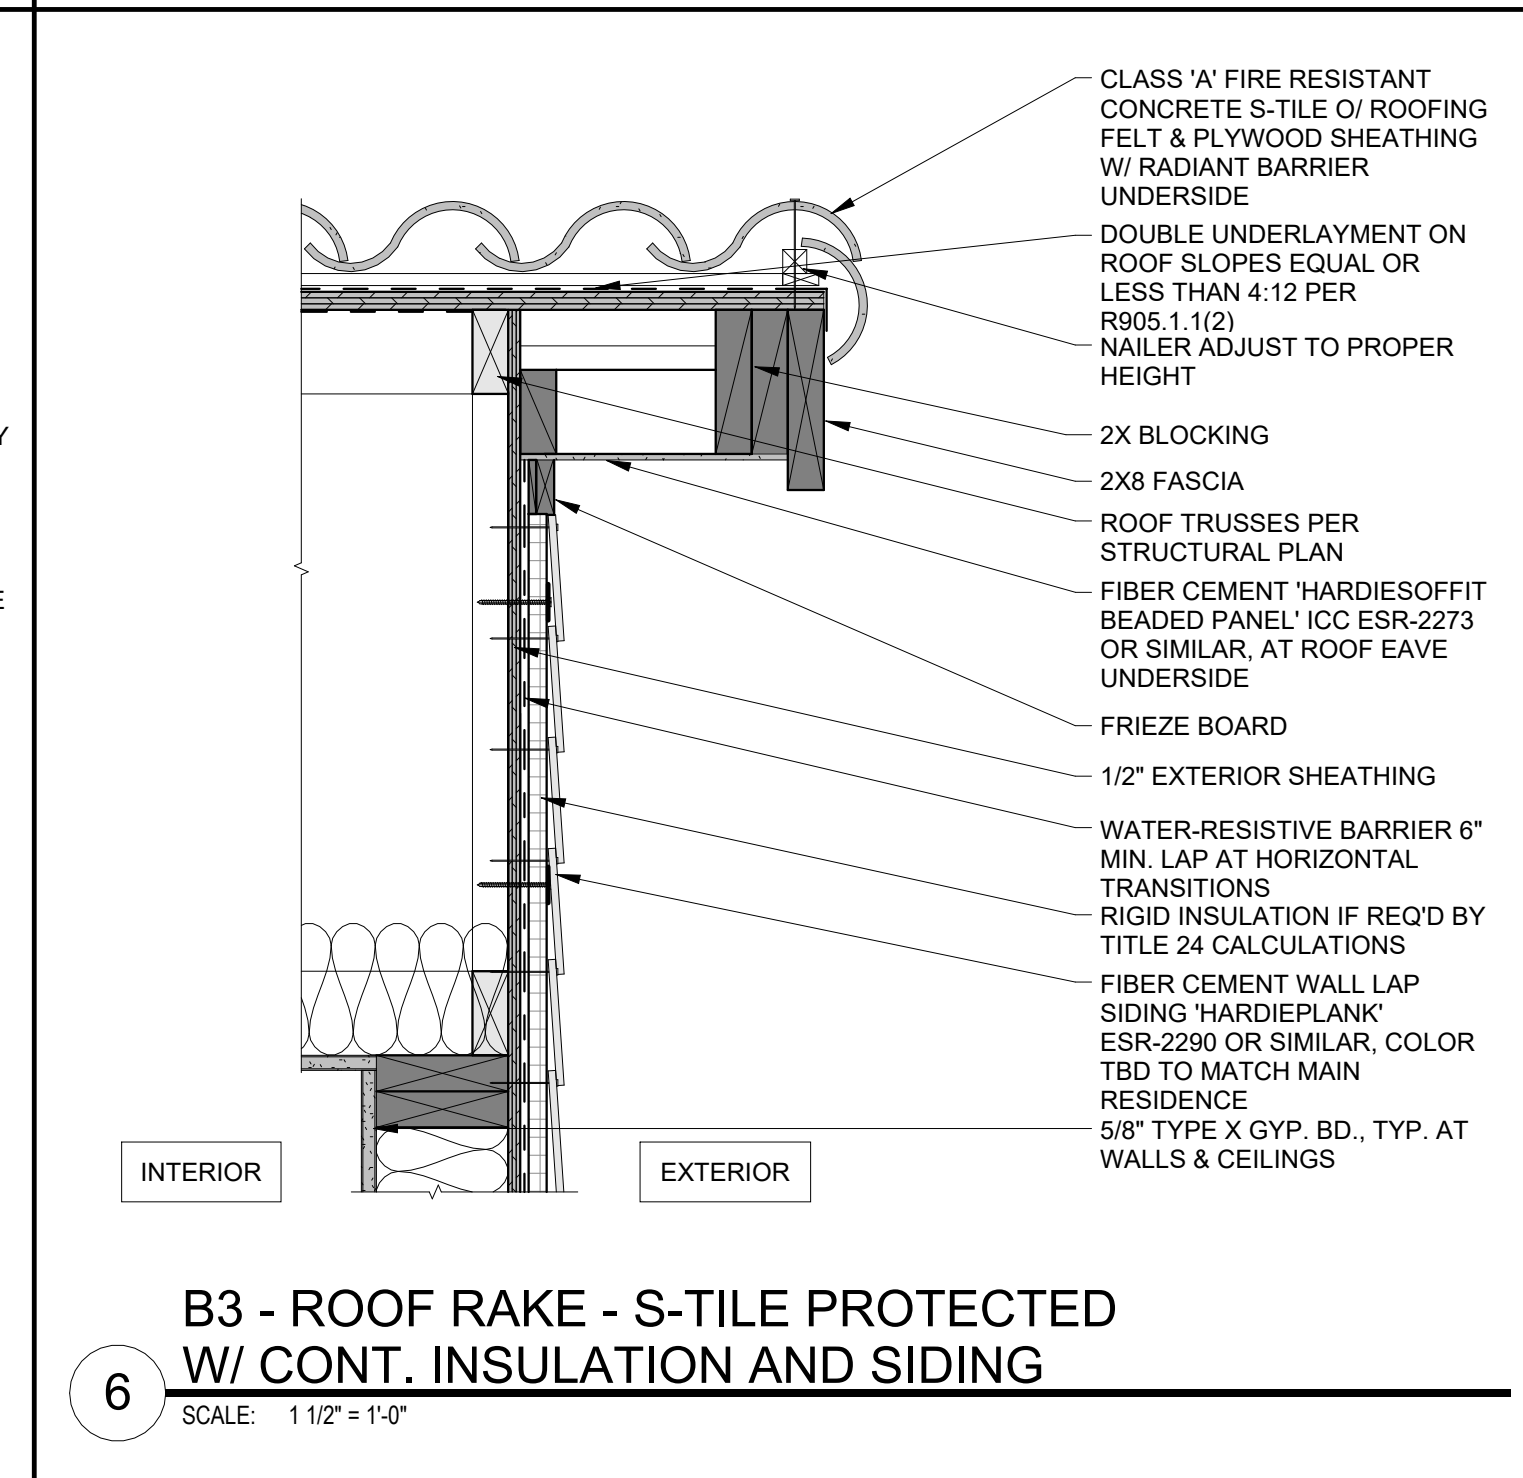 CLASS 'A' FIRE RESISTANT
CONCRETE S-TILE O/ ROOFING
FELT & PLYWOOD SHEATHING
W/ RADIANT BARRIER
UNDERSIDE
DOUBLE UNDERLAYMENT ON
ROOF SLOPES EQUAL OR
LESS THAN 4:12 PER
R905.1.1(2)
NAILER ADJUST TO PROPER
HEIGHT
2X BLOCKING
2X8 FASCIA
ROOF TRUSSES PER
STRUCTURAL PLAN
FIBER CEMENT 'HARDIESOFFIT
BEADED PANEL' ICC ESR-2273
OR SIMILAR, AT ROOF EAVE
UNDERSIDE
FRIEZE BOARD
1/2" EXTERIOR SHEATHING
WATER-RESISTIVE BARRIER 6"
MIN. LAP AT HORIZONTAL
TRANSITIONS
RIGID INSULATION IF REQ'D BY
TITLE 24 CALCULATIONS
FIBER CEMENT WALL LAP
SIDING 'HARDIEPLANK'
ESR-2290 OR SIMILAR, COLOR
TBD TO MATCH MAIN
RESIDENCE
5/8" TYPE X GYP. BD., TYP. AT
WALLS & CEILINGS
Y
E
INTERIOR
EXTERIOR
B3 - ROOF RAKE - S-TILE PROTECTED
W/ CONT. INSULATION AND SIDING
6
SCALE: 1 1/2" = 1'-0"